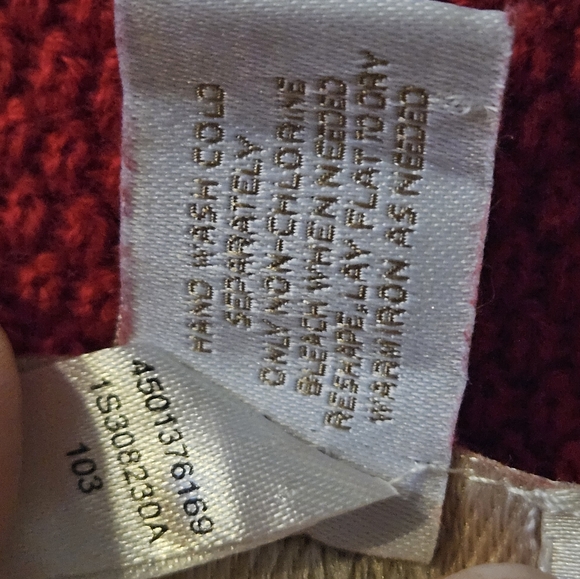 HAND WASH COLD
SEPARATELY
ONLY NON-CHLORINE
BLEACH WHEN NEEDED
RESHAPE,LAY FLAT TO DRY
WARM IRON AS NEEDED
4501376169
1S308230A
103